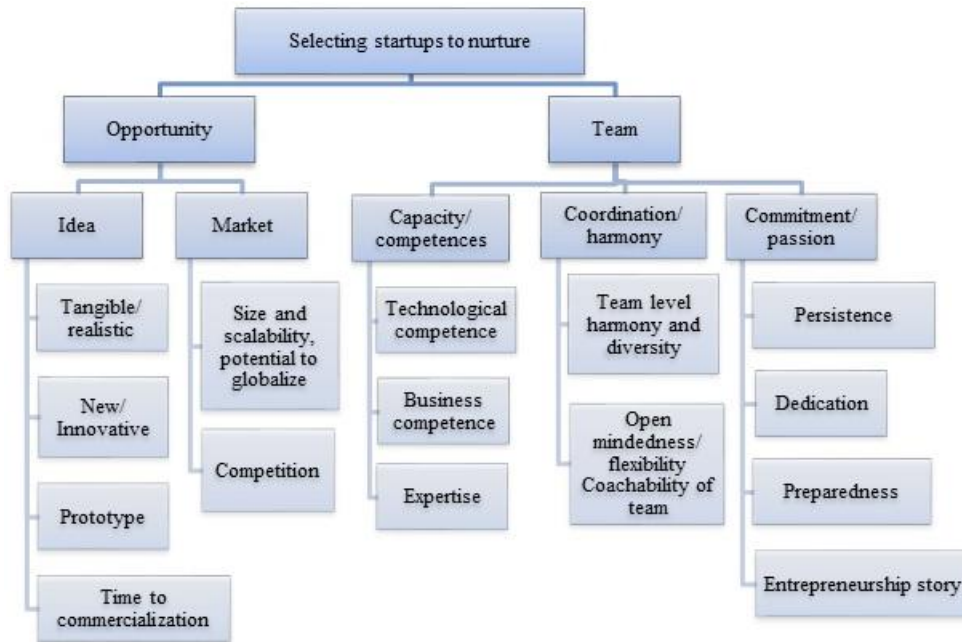 Selecting startups to nurture
Opportunity
Team
Idea
Market
Capacity/
competences
Coordination/
harmony
Commitment/
passion
Tangible/
realistic
New/
Innovative
Prototype
Time to
commercialization
Size and
scalability,
potential to
globalize
Competition
Technological
competence
Business
competence
Expertise
Team level
harmony and
diversity
Open
mindedness/
flexibility
Coachability of
team
Persistence
Dedication
Preparedness
Entrepreneurship story